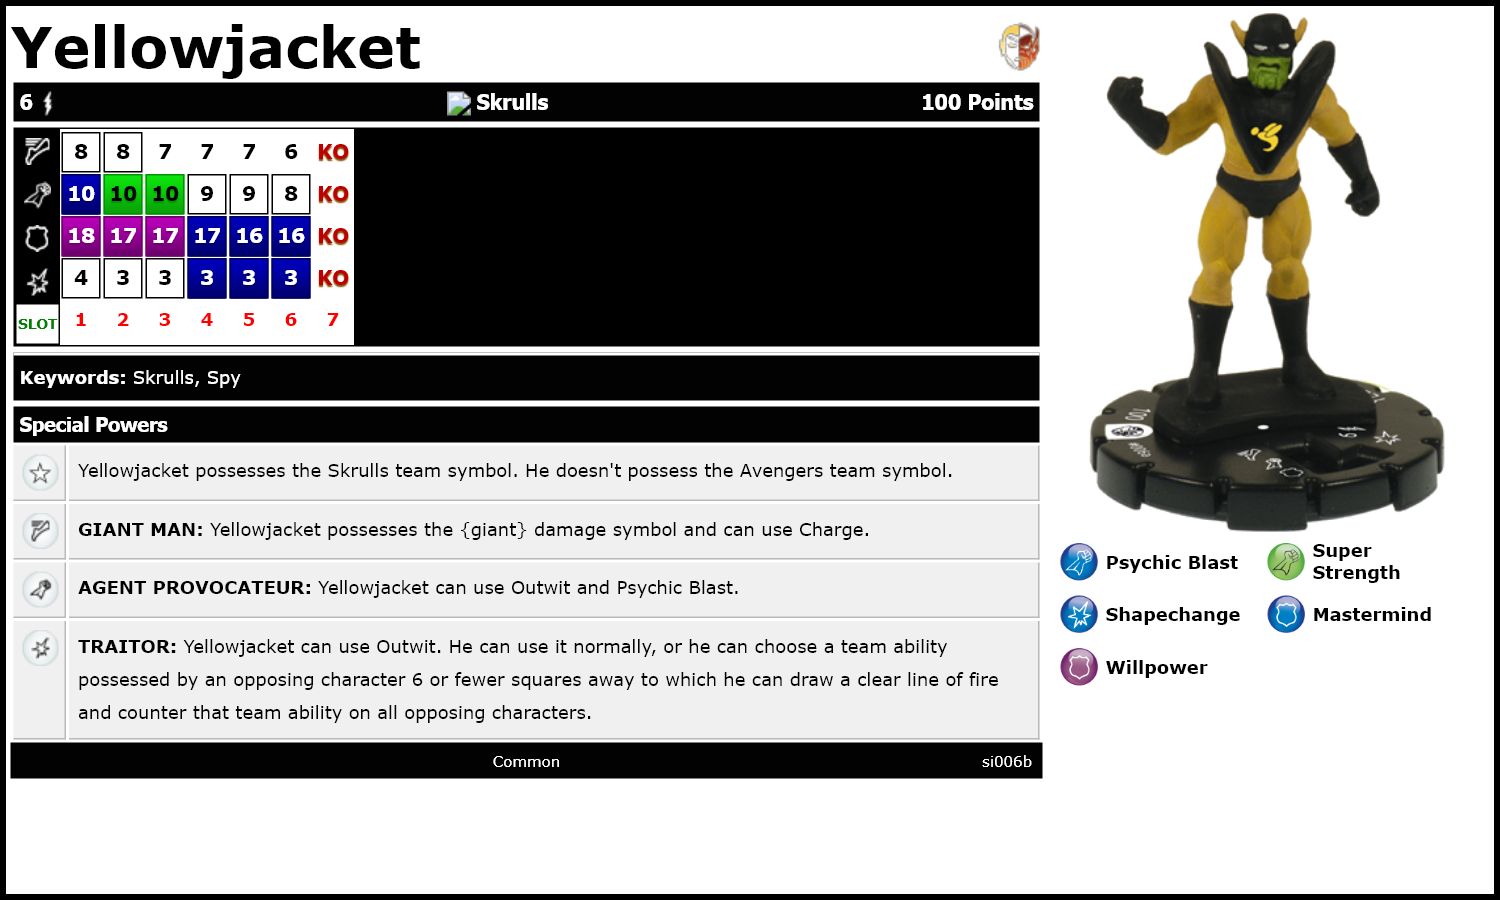 Yellowjacket
6 Skrulls 100 Points
8 8 7 7 7 6 KO
10 10 10 9 9 8 KO
18 17 17 17 16 16 KO
4 3 3 3 3 3 KO
SLOT 1 2 3 4 5 6 7
Keywords: Skrulls, Spy
Special Powers
Yellowjacket possesses the Skrulls team symbol. He doesn't possess the Avengers team symbol.
GIANT MAN: Yellowjacket possesses the {giant} damage symbol and can use Charge.
AGENT PROVOCATEUR: Yellowjacket can use Outwit and Psychic Blast.
TRAITOR: Yellowjacket can use Outwit. He can use it normally, or he can choose a team ability
possessed by an opposing character 6 or fewer squares away to which he can draw a clear line of fire
and counter that team ability on all opposing characters.
Common si006b
100
6
Psychic Blast
Super
Strength
Shapechange
Mastermind
Willpower